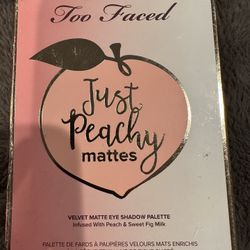 Too Faced
Just
Peachy
mattes
VELVET MATTE EYE SHADOW PALETTE
Infused With Peach & Sweet Fig Milk
PALETTE DE FARDS À PAUPIÈRES VELOURS MATS ENRICHIS